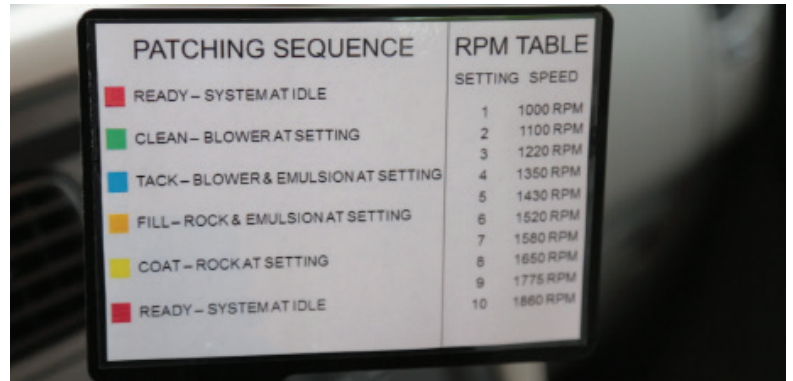 PATCHING SEQUENCE
READY – SYSTEM AT IDLE
CLEAN – BLOWER AT SETTING
TACK – BLOWER & EMULSION AT SETTING
FILL – ROCK & EMULSION AT SETTING
COAT – ROCK AT SETTING
READY – SYSTEM AT IDLE
RPM TABLE
SETTING SPEED
1 1000 RPM
2 1100 RPM
3 1220 RPM
4 1350 RPM
5 1430 RPM
6 1520 RPM
7 1580 RPM
8 1650 RPM
9 1775 RPM
10 1860 RPM